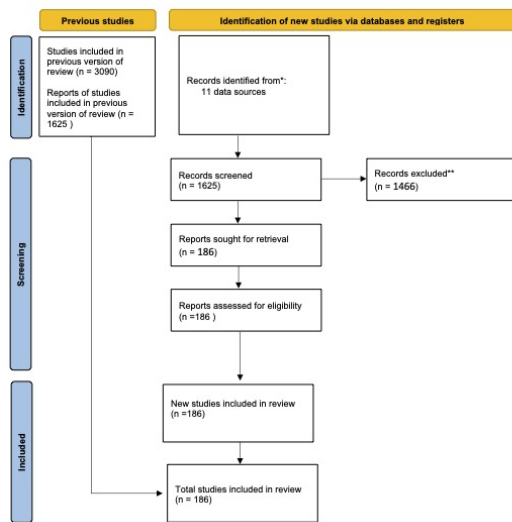 Previous studies
Identification of new studies via databases and registers
Identification
Studies included in
previous version of
review (n = 3090)
Reports of studies
included in previous
version of review (n =
1625 )
Records identified from*:
11 data sources
Screening
Records screened
(n = 1625)
Records excluded**
(n = 1466)
Reports sought for retrieval
(n = 186)
Reports assessed for eligibility
(n =186 )
Included
New studies included in review
(n =186)
Total studies included in review
(n = 186)